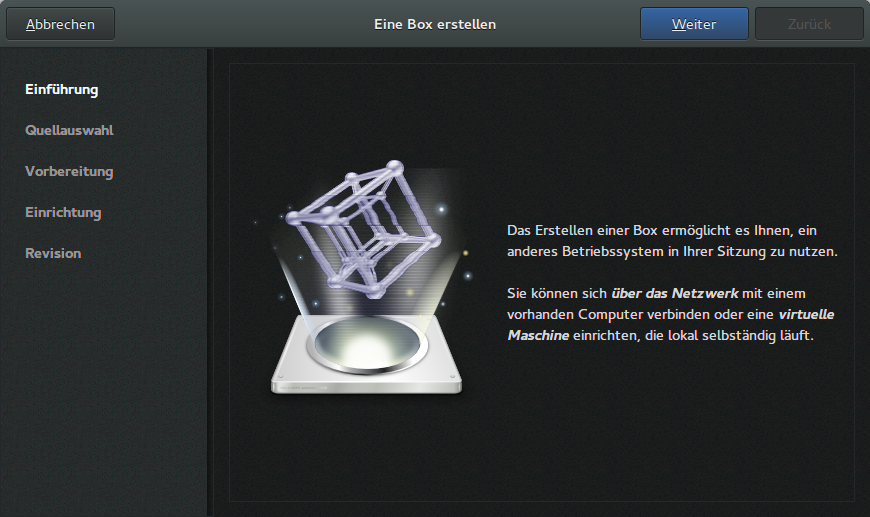 Abbrechen
Eine Box erstellen
Weiter
Zurück
Einführung
Quellauswahl
Vorbereitung
Einrichtung
Revision
Das Erstellen einer Box ermöglicht es Ihnen, ein
anderes Betriebssystem in Ihrer Sitzung zu nutzen.
Sie können sich über das Netzwerk mit einem
vorhanden Computer verbinden oder eine virtuelle
Maschine einrichten, die lokal selbständig läuft.